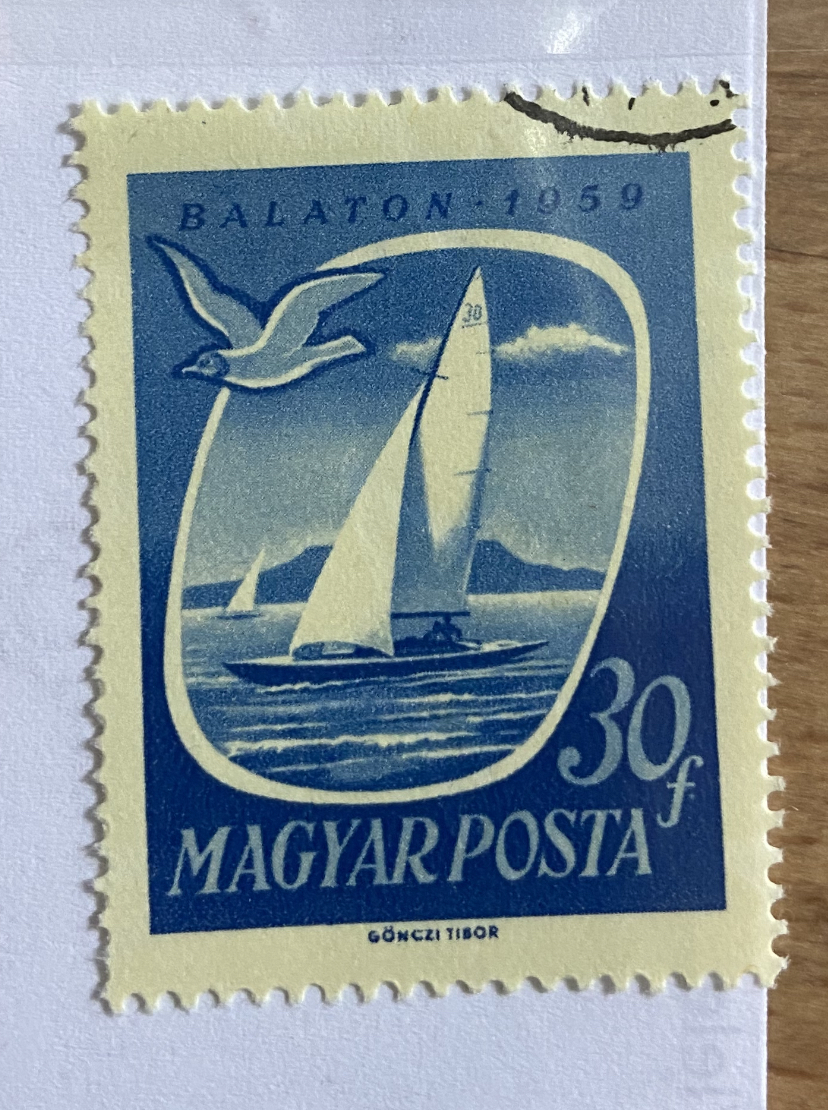 BALATON · 1959
30
30f
MAGYAR POSTA
GÖNCZI TIBOR